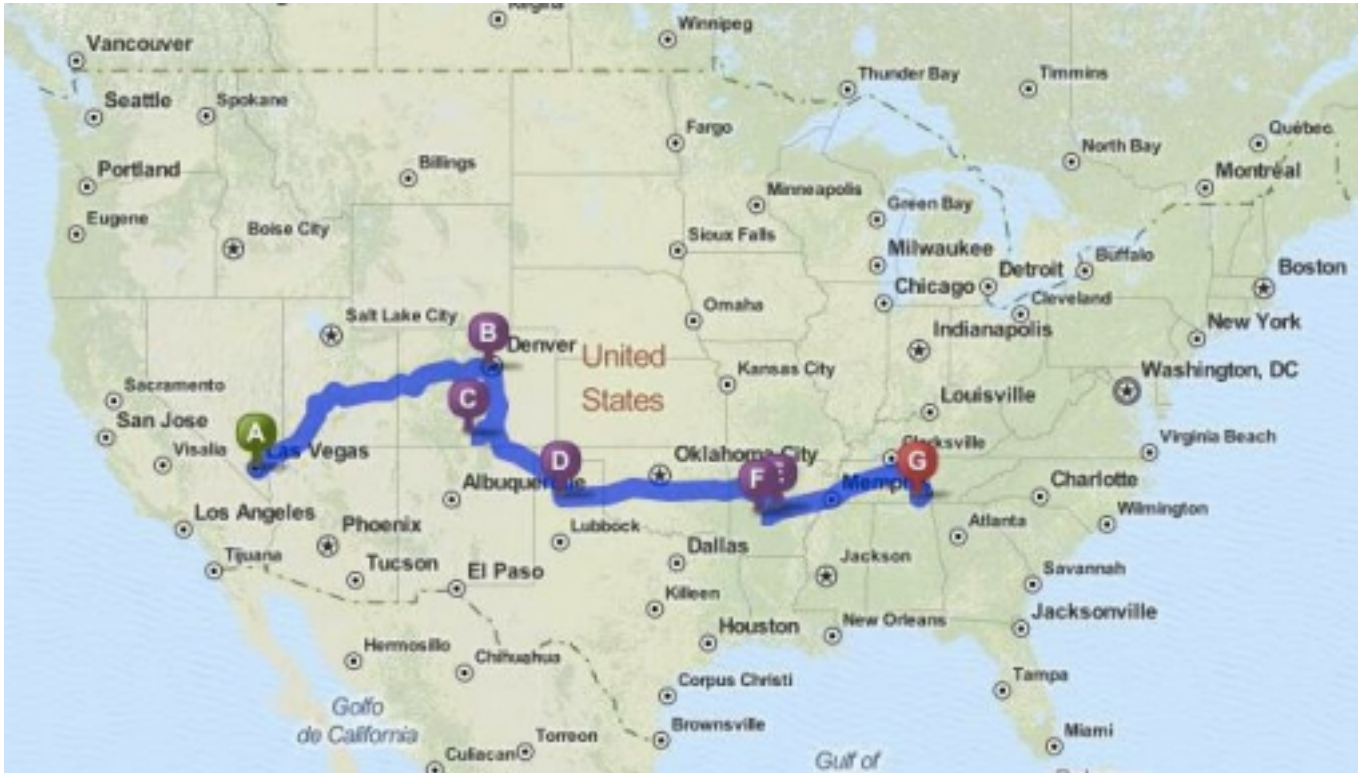 Regina
Winnipeg
Vancouver
Thunder Bay
Timmins
Seattle
Spokane
Fargo
Québec
North Bay
Portland
Billings
Montréal
Minneapolis
Eugene
Green Bay
Boise City
Sioux Falls
Milwaukee
Buffalo
Detroit
Boston
Chicago
Cleveland
Omaha
Salt Lake City
New York
Indianapolis
B
Denver
United
States
Kansas City
Washington, DC
Sacramento
C
Louisville
San Jose
A
Las Vegas
Visalia
Clarksville
Virginia Beach
Oklahoma City
D
F
E
G
Albuquerque
Memphis
Charlotte
Los Angeles
Phoenix
Lubbock
Atlanta
Wilmington
Dallas
Jackson
Tijuana
Tucson
El Paso
Savannah
Killeen
Jacksonville
Houston
New Orleans
Hermosillo
Chihuahua
Tampa
Corpus Christi
Golfo
de California
Brownsville
Miami
Torreon
Culiacan
Gulf of